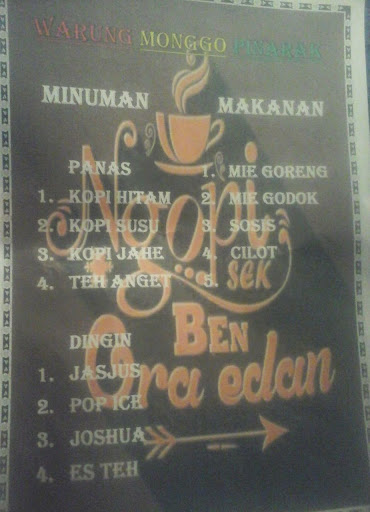 WARUNG MONGGO PINARAK
MINUMAN
PANAS
1. KOPI HITAM
2. KOPI SUSU
3. KOPI JAHE
4. TEH ANGET
DINGIN
1. JASJUS
2. POP ICE
3. JOSHUA
4. ES TEH
MAKANAN
1. MIE GORENG
2. MIE GODOK
3. SOSIS
4. CILOT
5.
Ngopi
SEK
BEN
Ora edan